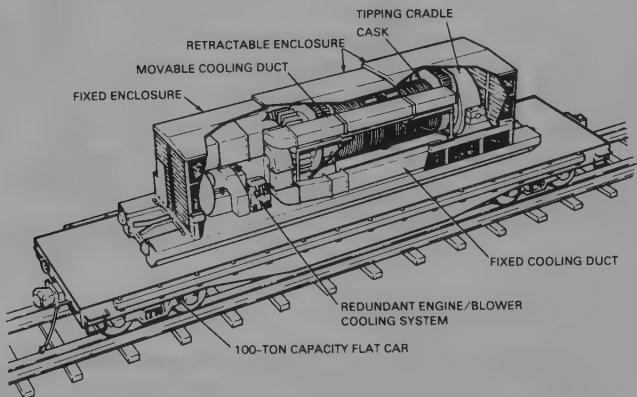 TIPPING CRADLE
CASK
RETRACTABLE ENCLOSURE
MOVABLE COOLING DUCT
FIXED ENCLOSURE
FIXED COOLING DUCT
REDUNDANT ENGINE/BLOWER
COOLING SYSTEM
100-TON CAPACITY FLAT CAR